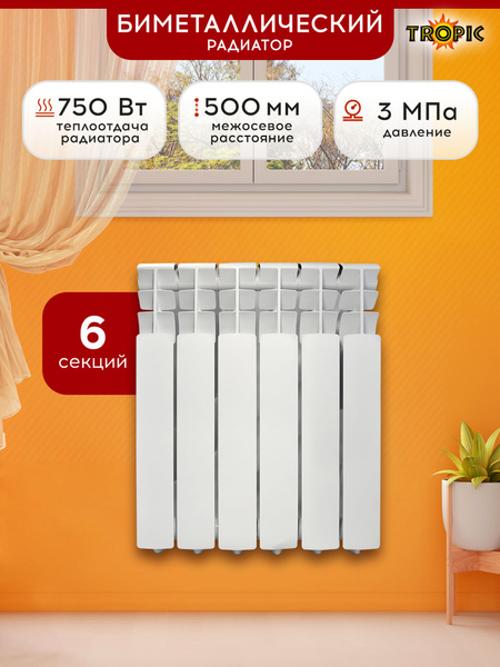 БИМЕТАЛЛИЧЕСКИЙ
РАДИАТОР
TROPIC
750 Вт
теплоотдача
радиатора
500 мм
межосевое
расстояние
3 МПа
давление
6
секций